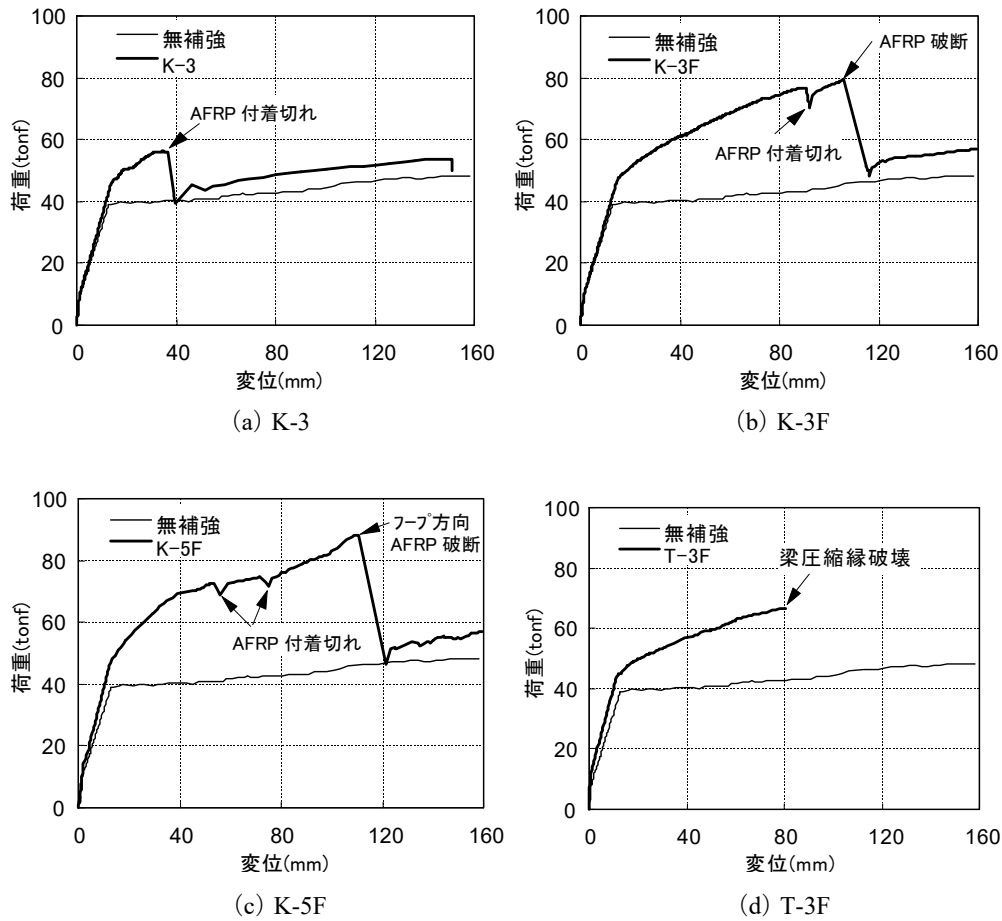 100
80
60
40
20
0
荷重(tonf)
無補強
K-3
AFRP 付着切れ
0 40 80 120 160
変位(mm)
(a) K-3
100
80
60
40
20
0
荷重(tonf)
無補強
K-3F
AFRP 破断
AFRP 付着切れ
0 40 80 120 160
変位(mm)
(b) K-3F
100
80
60
40
20
0
荷重(tonf)
無補強
K-5F
フープ方向
AFRP 破断
AFRP 付着切れ
0 40 80 120 160
変位(mm)
(c) K-5F
100
80
60
40
20
0
荷重(tonf)
無補強
T-3F
梁圧縮縁破壊
0 40 80 120 160
変位(mm)
(d) T-3F